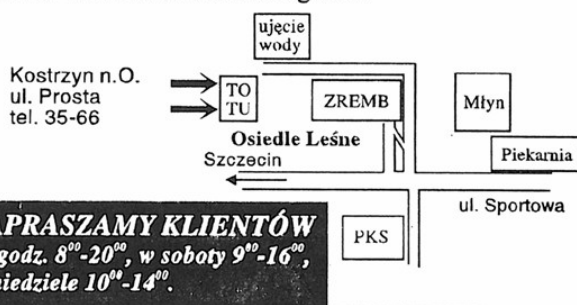 ujęcie
wody
Kostrzyn n.O.
ul. Prosta
tel. 35-66
TO
TU
ZREMB
Młyn
Osiedle Leśne
Szczecin
Piekarnia
ul. Sportowa
PKS
APRASZAMY KLIENTÓW
godz. 8⁰⁰-20⁰⁰, w soboty 9⁰⁰-16⁰⁰,
niedziele 10⁰⁰-14⁰⁰.